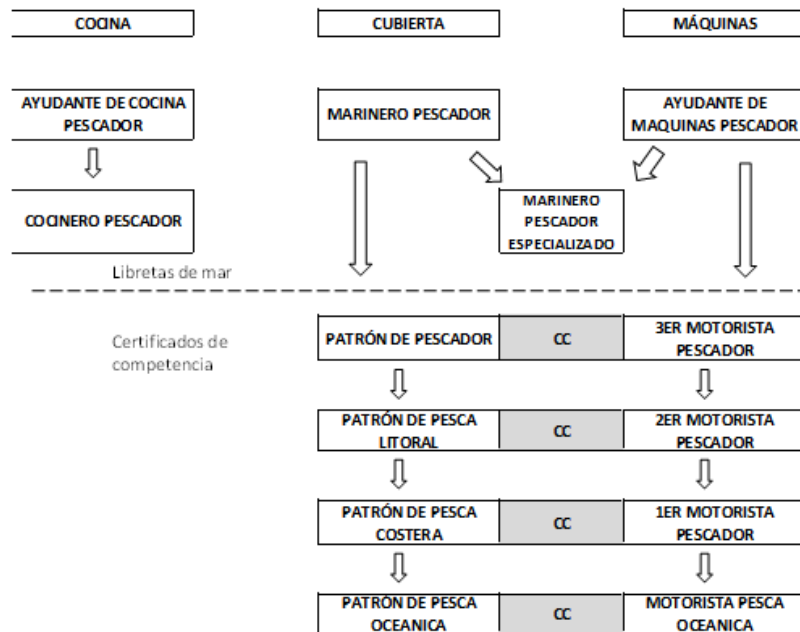 COCINA
CUBIERTA
MÁQUINAS
AYUDANTE DE COCINA
PESCADOR
MARINERO PESCADOR
AYUDANTE DE
MAQUINAS PESCADOR
COCINERO PESCADOR
MARINERO
PESCADOR
ESPECIALIZADO
Libretas de mar
Certificados de
competencia
PATRÓN DE PESCADOR
CC
3ER MOTORISTA
PESCADOR
PATRÓN DE PESCA
LITORAL
CC
2ER MOTORISTA
PESCADOR
PATRÓN DE PESCA
COSTERA
CC
1ER MOTORISTA
PESCADOR
PATRÓN DE PESCA
OCEANICA
CC
MOTORISTA PESCA
OCEANICA